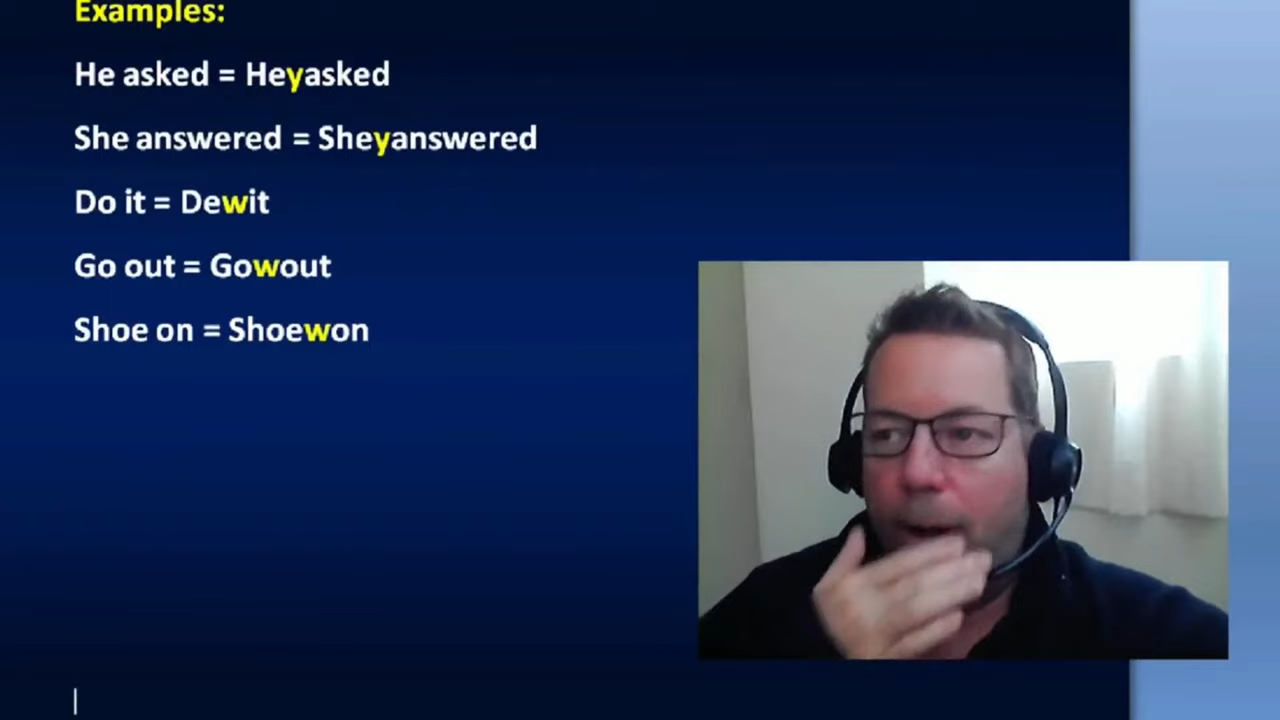 Examples:
He asked = Heyasked
She answered = Sheyanswered
Do it = Dewit
Go out = Gowout
Shoe on = Shoewon